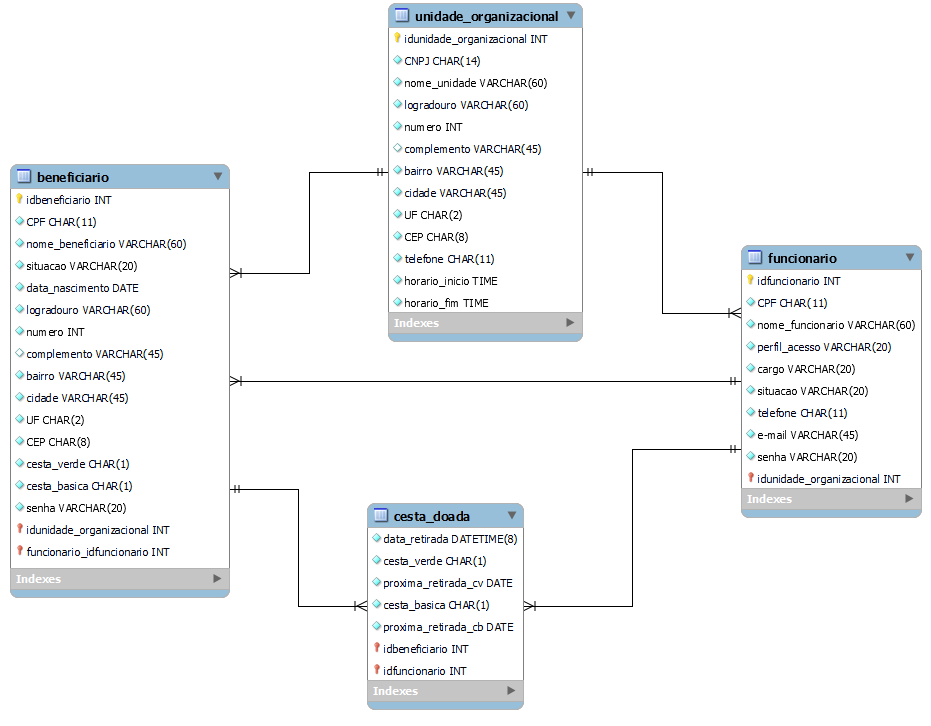 unidade_organizacional
idunidade_organizacional INT
CNPJ CHAR(14)
nome_unidade VARCHAR(60)
logradouro VARCHAR(60)
numero INT
complemento VARCHAR(45)
bairro VARCHAR(45)
cidade VARCHAR(45)
UF CHAR(2)
CEP CHAR(8)
telefone CHAR(11)
horario_inicio TIME
horario_fim TIME
Indexes
beneficiario
idbeneficiario INT
CPF CHAR(11)
nome_beneficiario VARCHAR(60)
situacao VARCHAR(20)
data_nascimento DATE
logradouro VARCHAR(60)
numero INT
complemento VARCHAR(45)
bairro VARCHAR(45)
cidade VARCHAR(45)
UF CHAR(2)
CEP CHAR(8)
cesta_verde CHAR(1)
cesta_basica CHAR(1)
senha VARCHAR(20)
idunidade_organizacional INT
funcionario_idfuncionario INT
Indexes
funcionario
idfuncionario INT
CPF CHAR(11)
nome_funcionario VARCHAR(60)
perfil_acesso VARCHAR(20)
cargo VARCHAR(20)
situacao VARCHAR(20)
telefone CHAR(11)
e-mail VARCHAR(45)
senha VARCHAR(20)
idunidade_organizacional INT
Indexes
cesta_doada
data_retirada DATETIME(8)
cesta_verde CHAR(1)
proxima_retirada_cv DATE
cesta_basica CHAR(1)
proxima_retirada_cb DATE
idbeneficiario INT
idfuncionario INT
Indexes